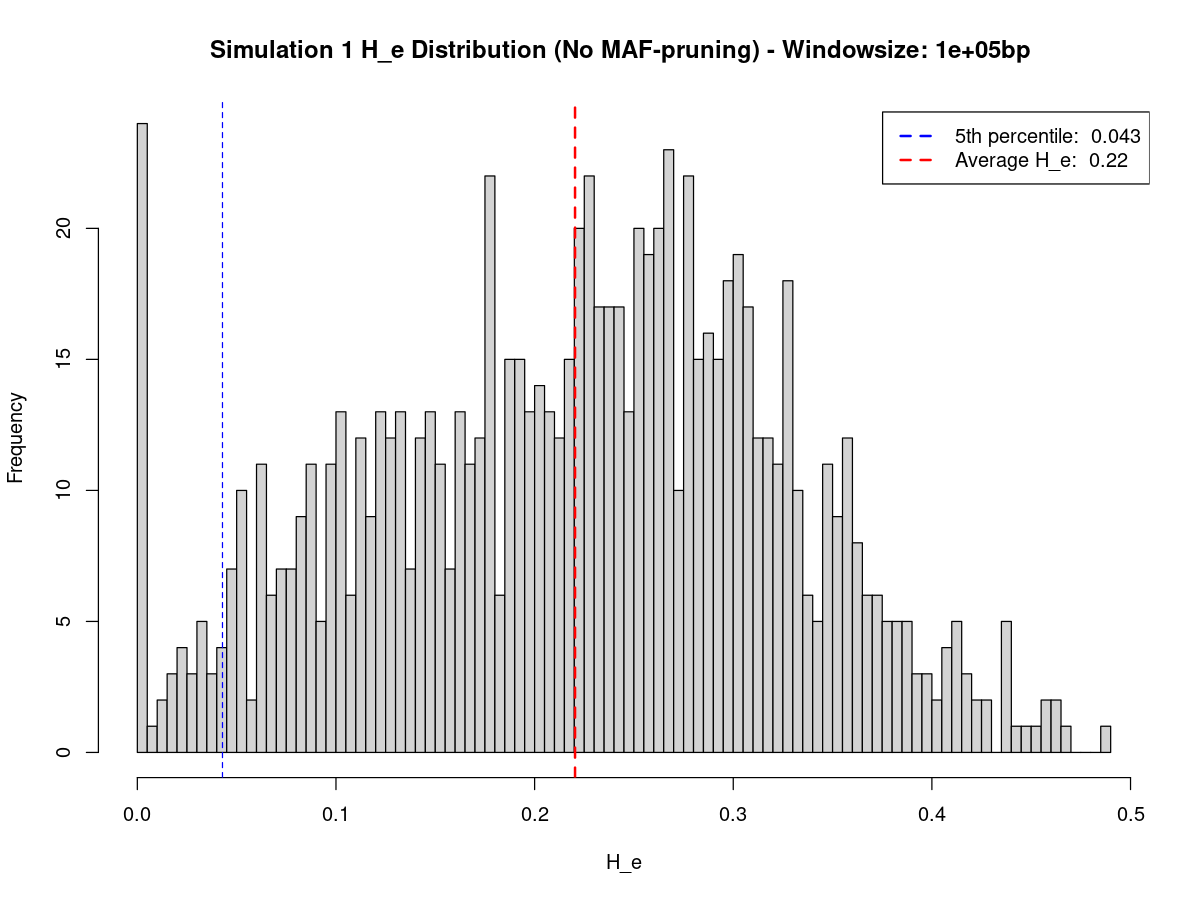 Simulation 1 H_e Distribution (No MAF-pruning) - Windowsize: 1e+05bp
5th percentile:  0.043
Average H_e:  0.22
Frequency
20
15
10
5
0
0.0 0.1 0.2 0.3 0.4 0.5
H_e